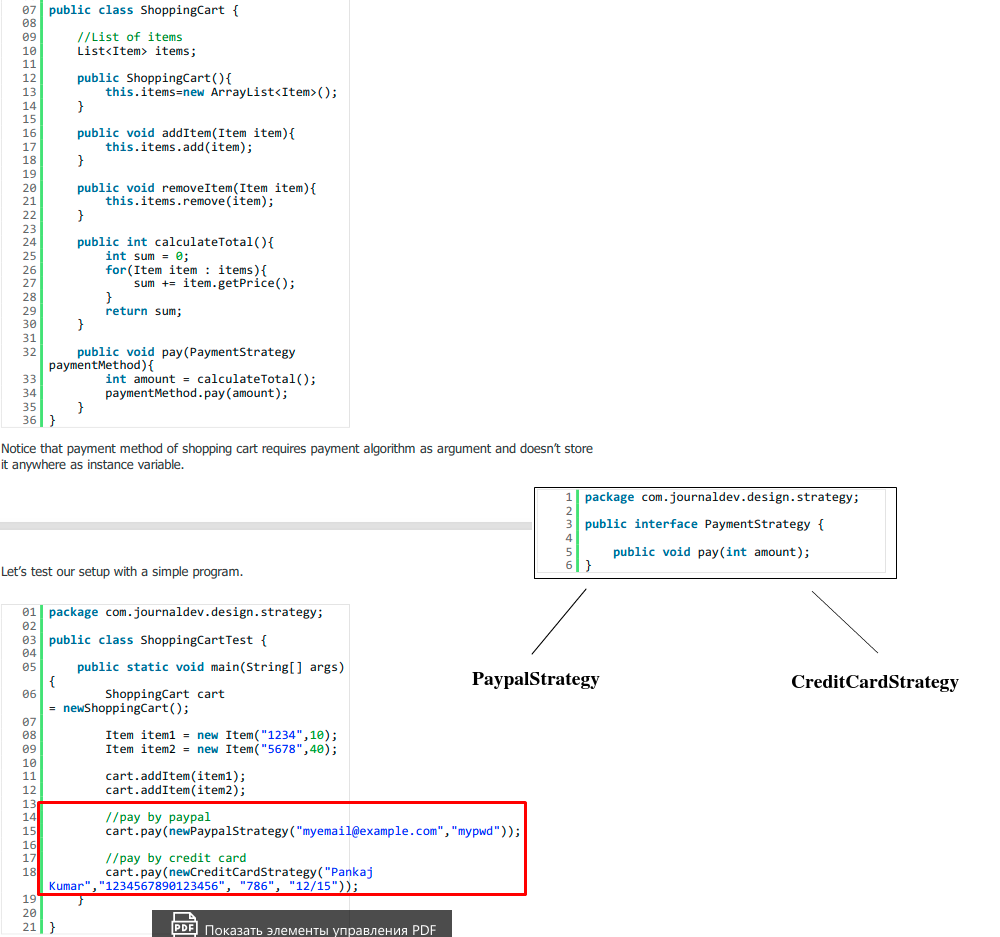 07 public class ShoppingCart {
08
09 //List of items
10 List<Item> items;
11
12 public ShoppingCart(){
13 this.items=new ArrayList<Item>();
14 }
15
16 public void addItem(Item item){
17 this.items.add(item);
18 }
19
20 public void removeItem(Item item){
21 this.items.remove(item);
22 }
23
24 public int calculateTotal(){
25 int sum = 0;
26 for(Item item : items){
27 sum += item.getPrice();
28 }
29 return sum;
30 }
31
32 public void pay(PaymentStrategy
paymentMethod){
33 int amount = calculateTotal();
34 paymentMethod.pay(amount);
35 }
36 }
Notice that payment method of shopping cart requires payment algorithm as argument and doesn’t store
it anywhere as instance variable.
1 package com.journaldev.design.strategy;
2
3 public interface PaymentStrategy {
4
5 public void pay(int amount);
6 }
PaypalStrategy
CreditCardStrategy
Let’s test our setup with a simple program.
01 package com.journaldev.design.strategy;
02
03 public class ShoppingCartTest {
04
05 public static void main(String[] args)
{
06 ShoppingCart cart
= newShoppingCart();
07
08 Item item1 = new Item("1234",10);
09 Item item2 = new Item("5678",40);
10
11 cart.addItem(item1);
12 cart.addItem(item2);
13
14 //pay by paypal
15 cart.pay(newPaypalStrategy("myemail@example.com","mypwd"));
16
17 //pay by credit card
18 cart.pay(newCreditCardStrategy("Pankaj
Kumar","1234567890123456", "786", "12/15"));
19 }
20
21 }
PDF Показать элементы управления PDF